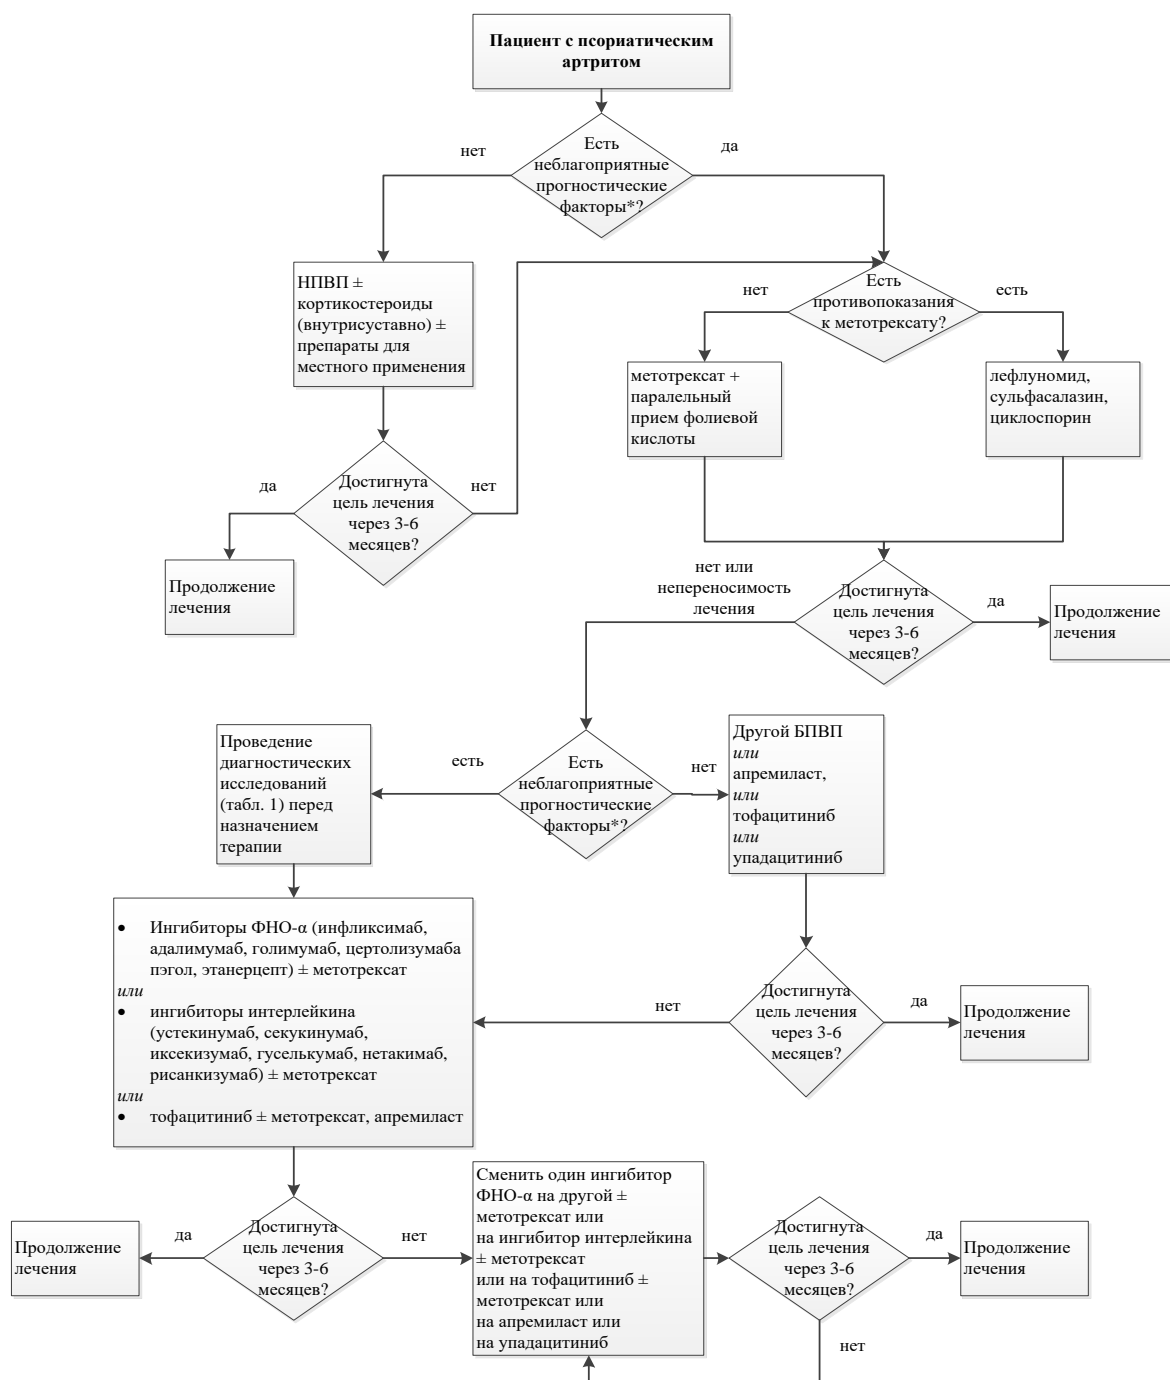 Пациент с псориатическим
артритом
Есть
неблагоприятные
прогностические
факторы*?
нет
да
НПВП ±
кортикостероиды
(внутрисуставно) ±
препараты для
местного применения
Есть
противопоказания
к метотрексату?
нет
есть
метотрексат +
паралельный
прием фолиевой
кислоты
лефлуномид,
сульфасалазин,
циклоспорин
Достигнута
цель лечения
через 3-6
месяцев?
да
нет
Продолжение
лечения
нет или
непереносимость
лечения
Достигнута
цель лечения
через 3-6
месяцев?
да
Продолжение
лечения
Проведение
диагностических
исследований
(табл. 1) перед
назначением
терапии
есть
Есть
неблагоприятные
прогностические
факторы*?
нет
Другой БПВП
или
апремиласт,
или
тофацитиниб
или
упадацитиниб
• Ингибиторы ФНО-α (инфликсимаб,
адалимумаб, голимумаб, цертолизумаба
пэгол, этанерцепт) ± метотрексат
или
• ингибиторы интерлейкина
(устекинумаб, секукинумаб,
иксекизумаб, гуселькумаб, нетакимаб,
рисанкизумаб) ± метотрексат
или
• тофацитиниб ± метотрексат, апремиласт
нет
Достигнута
цель лечения
через 3-6
месяцев?
да
Продолжение
лечения
Продолжение
лечения
да
Достигнута
цель лечения
через 3-6
месяцев?
нет
Сменить один ингибитор
ФНО-α на другой ±
метотрексат или
на ингибитор интерлейкина
± метотрексат
или на тофацитиниб ±
метотрексат или
на апремиласт или
на упадацитиниб
Достигнута
цель лечения
через 3-6
месяцев?
да
Продолжение
лечения
нет